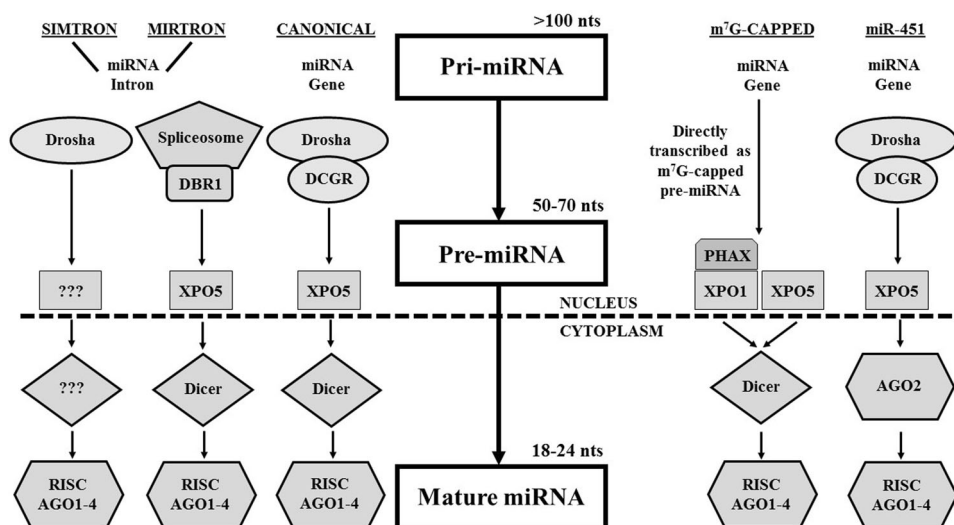 >100 nts
SIMTRON
MIRTRON
CANONICAL
m⁷G-CAPPED
miR-451
miRNA
Intron
miRNA
Gene
Pri-miRNA
miRNA
Gene
miRNA
Gene
Drosha
Spliceosome
DBR1
Drosha
DCGR
Directly
transcribed as
m⁷G-capped
pre-miRNA
Drosha
DCGR
50-70 nts
Pre-miRNA
???
XPO5
XPO5
PHAX
XPO1
XPO5
XPO5
NUCLEUS
CYTOPLASM
???
Dicer
Dicer
Dicer
AGO2
18-24 nts
RISC
AGO1-4
RISC
AGO1-4
RISC
AGO1-4
Mature miRNA
RISC
AGO1-4
RISC
AGO1-4